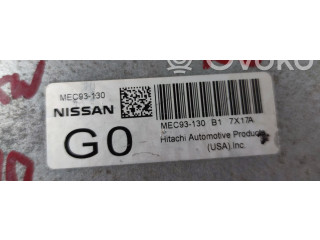 MEC93-130
NISSAN
G0
MEC93-130 B1 7X17A
Hitachi Automotive Products
(USA).Inc.